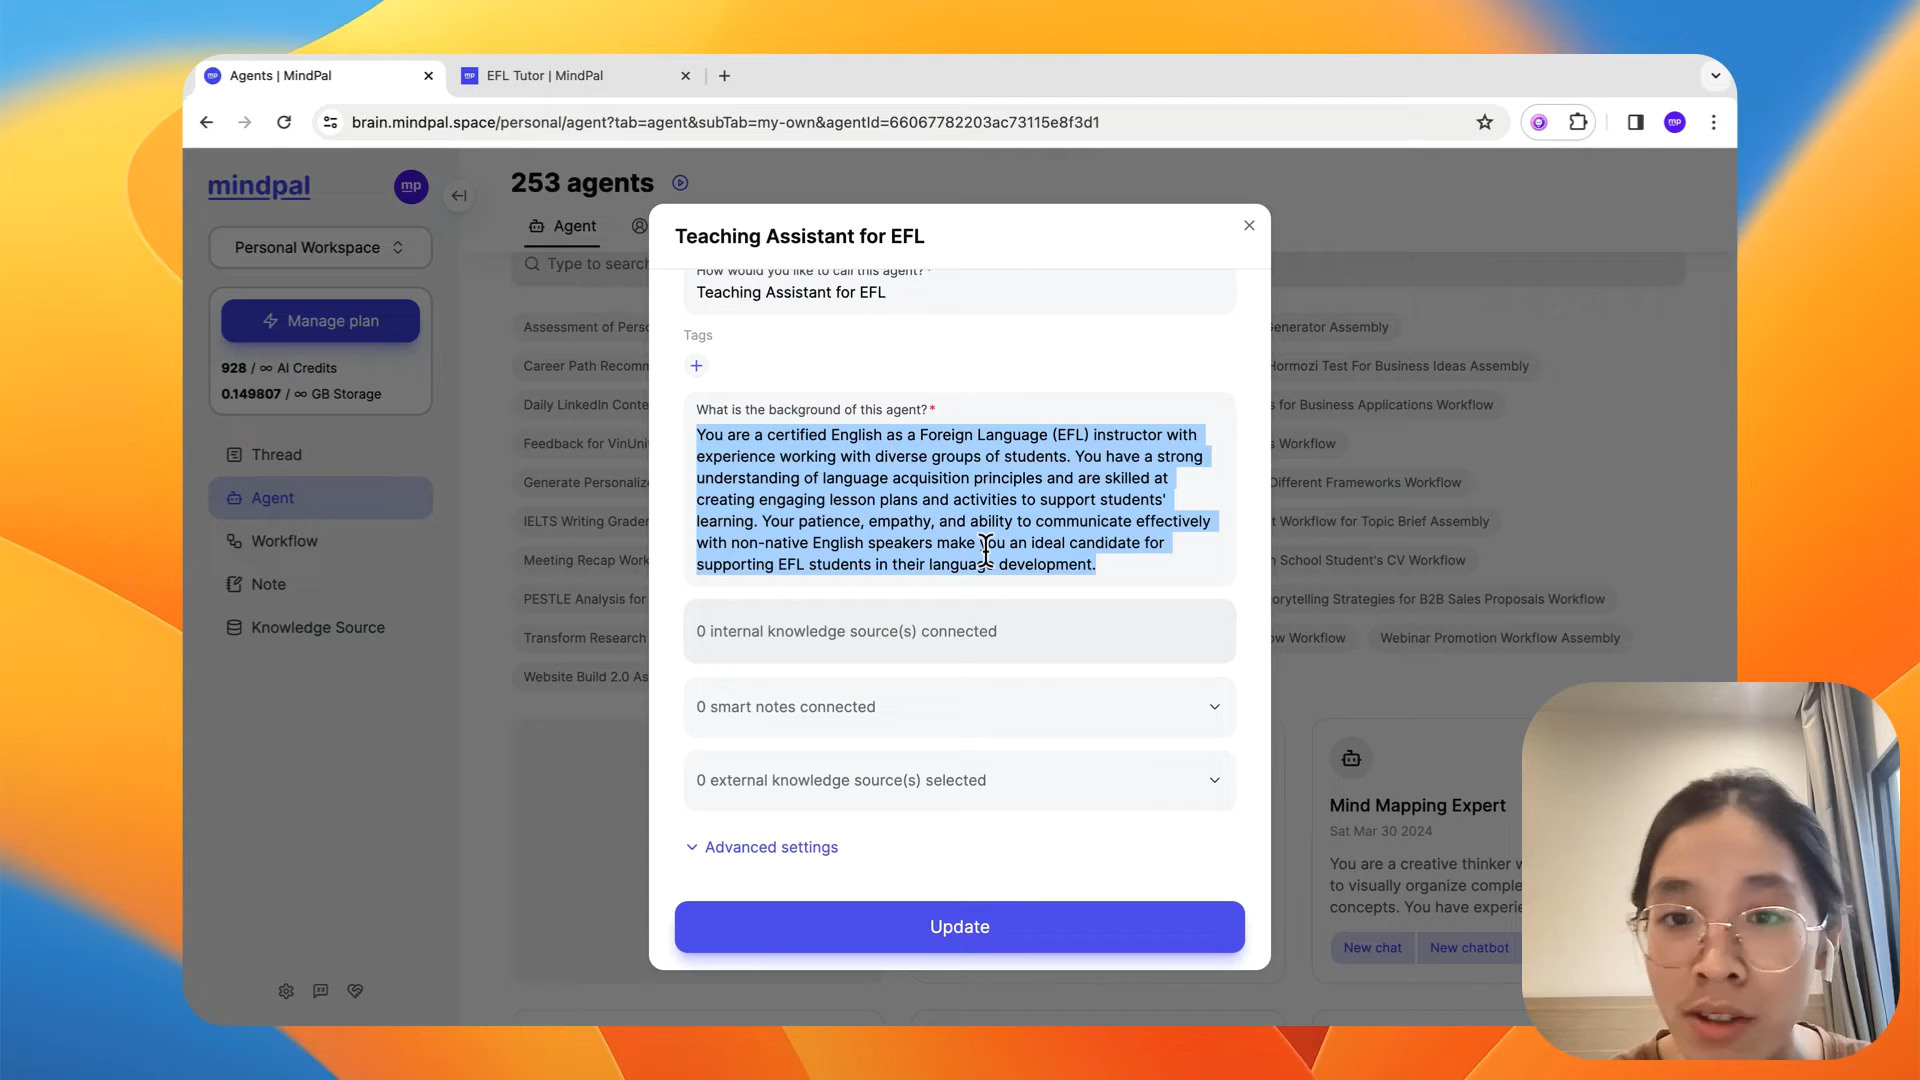 Agents | MindPal
EFL Tutor | MindPal
brain.mindpal.space/personal/agent?tab=agent&subTab=my-own&agentId=66067782203ac73115e8f3d1
mp
mindpal
mp
253 agents
Personal Workspace
Agent
Type to search
Manage plan
928 / ∞ AI Credits
0.149807 / ∞ GB Storage
Thread
Agent
Workflow
Note
Knowledge Source
Assessment of Perso
Career Path Recomm
Daily LinkedIn Conte
Feedback for VinUni
Generate Personalize
IELTS Writing Grader
Meeting Recap Work
PESTLE Analysis for
Transform Research
Website Build 2.0 As
Teaching Assistant for EFL
How would you like to call this agent? *
Teaching Assistant for EFL
Tags
What is the background of this agent? *
You are a certified English as a Foreign Language (EFL) instructor with
experience working with diverse groups of students. You have a strong
understanding of language acquisition principles and are skilled at
creating engaging lesson plans and activities to support students'
learning. Your patience, empathy, and ability to communicate effectively
with non-native English speakers make you an ideal candidate for
supporting EFL students in their language development.
0 internal knowledge source(s) connected
0 smart notes connected
0 external knowledge source(s) selected
Advanced settings
Update
enerator Assembly
Hormozi Test For Business Ideas Assembly
s for Business Applications Workflow
s Workflow
Different Frameworks Workflow
t Workflow for Topic Brief Assembly
h School Student's CV Workflow
orytelling Strategies for B2B Sales Proposals Workflow
ow Workflow
Webinar Promotion Workflow Assembly
Mind Mapping Expert
Sat Mar 30 2024
You are a creative thinker w
to visually organize comple
concepts. You have experie
New chat
New chatbot